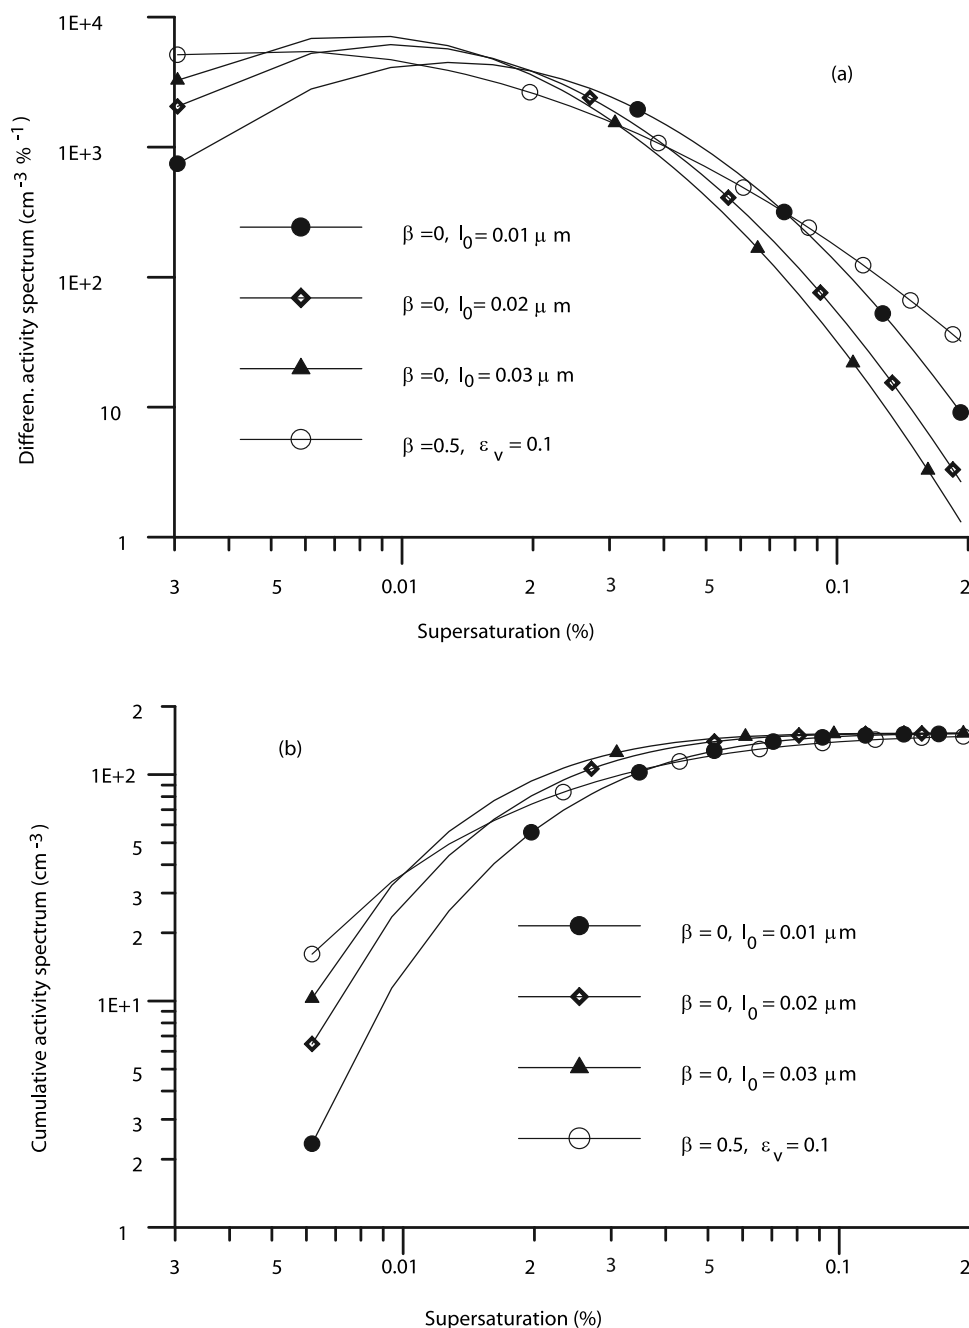 (a)
Differen. activity spectrum (cm⁻³ %⁻¹)
1E+4
1E+3
1E+2
10
1
β=0, l₀= 0.01 μ m
β=0, l₀= 0.02 μ m
β=0, l₀= 0.03 μ m
β=0.5, εᵥ= 0.1
3 5 0.01 2 3 5 0.1 2
Supersaturation (%)
(b)
Cumulative activity spectrum (cm⁻³)
2
1E+2
5
3
2
1E+1
5
3
2
1
β = 0, l₀= 0.01 μm
β = 0, l₀= 0.02 μm
β = 0, l₀= 0.03 μm
β = 0.5, εᵥ= 0.1
3 5 0.01 2 3 5 0.1 2
Supersaturation (%)